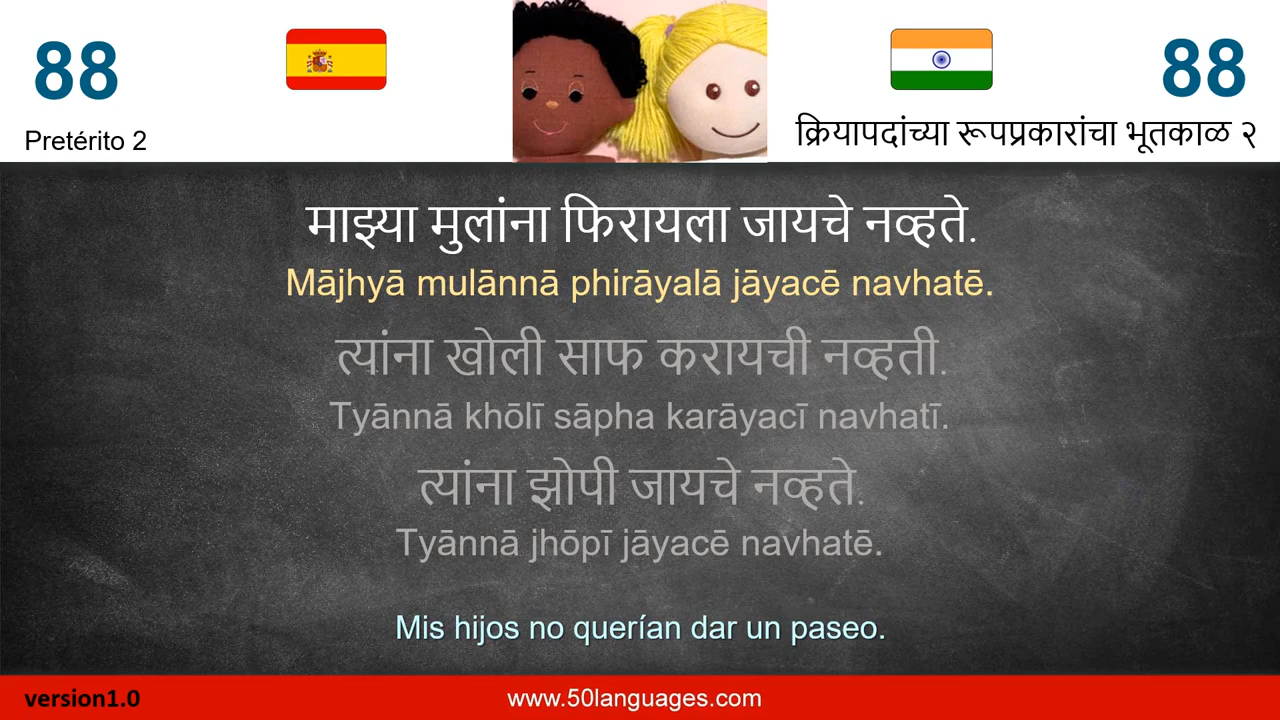 88
88
Pretérito 2
क्रियापदांच्या रूपप्रकारांचा भूतकाळ २
माझ्या मुलांना फिरायला जायचे नव्हते.
Mājhyā mulānnā phirāyalā jāyacē navhatē.
त्यांना खोली साफ करायची नव्हती.
Tyānnā khōlī sāpha karāyacī navhatī.
त्यांना झोपी जायचे नव्हते.
Tyānnā jhōpī jāyacē navhatē.
Mis hijos no querían dar un paseo.
version1.0
www.50languages.com